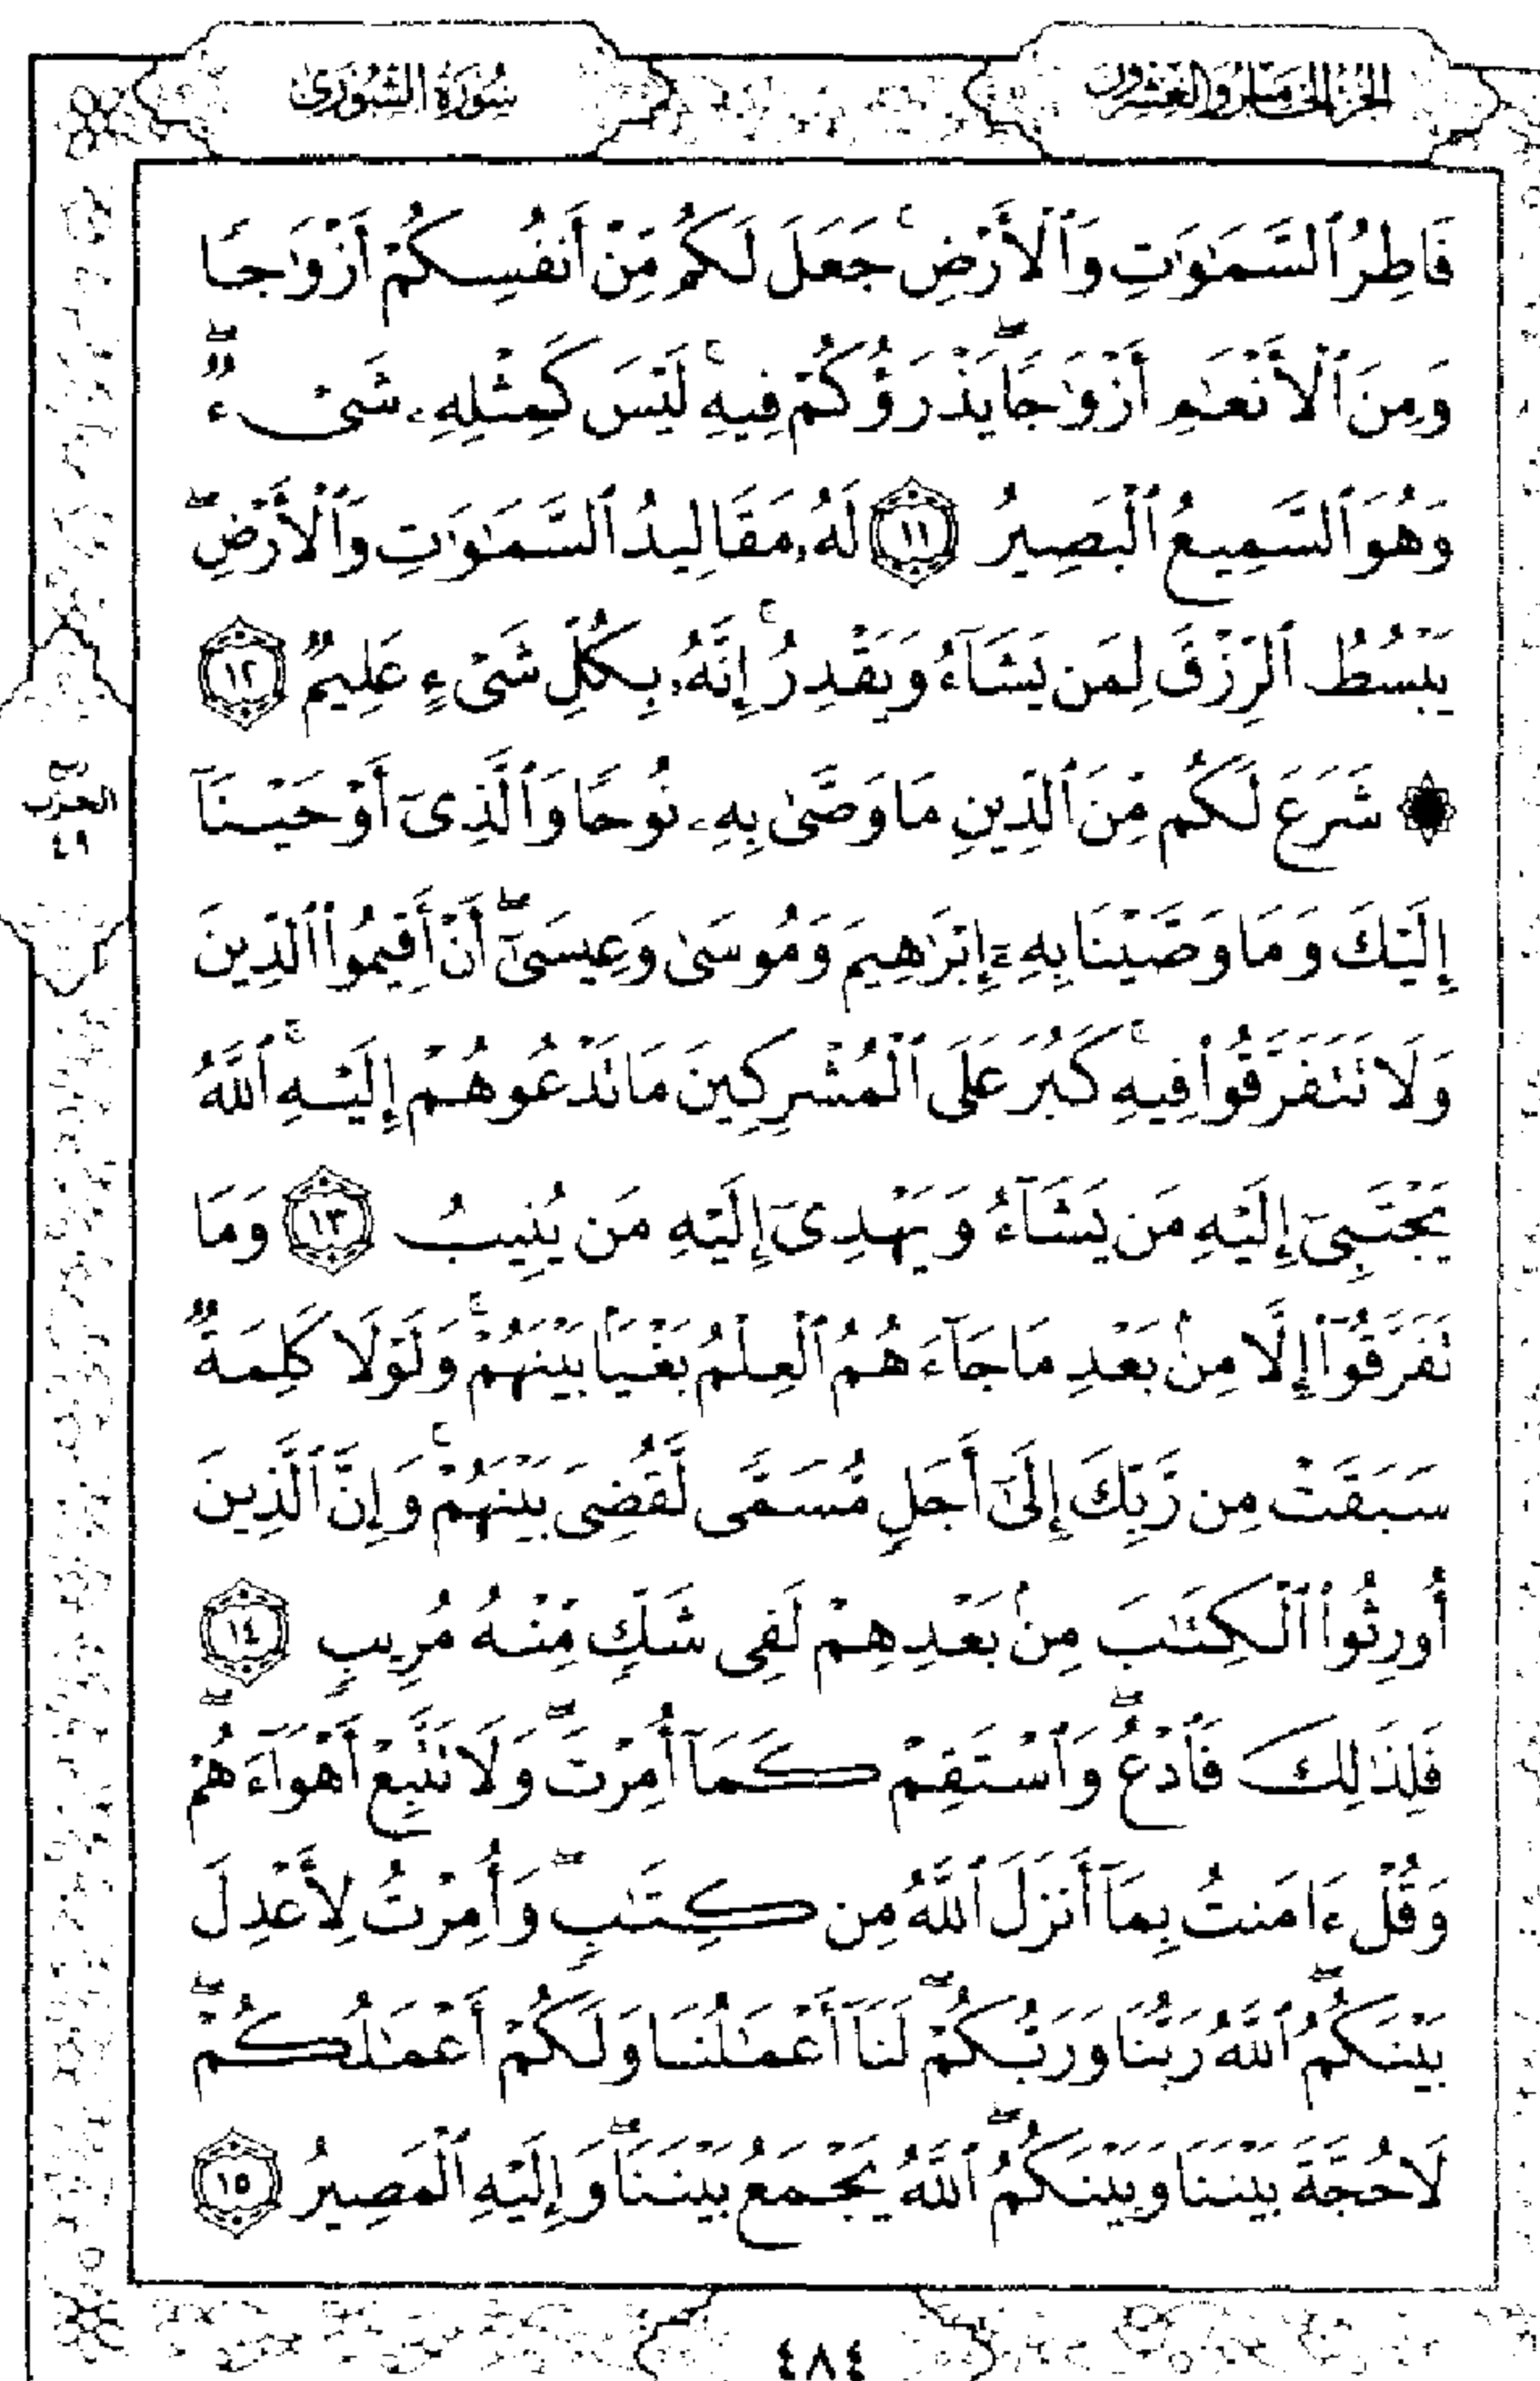 الجزء الخامس والعشرون
سُورَةُ الشُّورَىٰ
فَاطِرُ ٱلسَّمَٰوَٰتِ وَٱلْأَرْضِۚ جَعَلَ لَكُم مِّنْ أَنفُسِكُمْ أَزْوَٰجًا
وَمِنَ ٱلْأَنْعَٰمِ أَزْوَٰجًاۖ يَذْرَؤُكُمْ فِيهِۚ لَيْسَ كَمِثْلِهِۦ شَىْءٌۖ
وَهُوَ ٱلسَّمِيعُ ٱلْبَصِيرُ ۝١١ لَهُۥ مَقَالِيدُ ٱلسَّمَٰوَٰتِ وَٱلْأَرْضِۖ
يَبْسُطُ ٱلرِّزْقَ لِمَن يَشَآءُ وَيَقْدِرُۚ إِنَّهُۥ بِكُلِّ شَىْءٍ عَلِيمٌ ۝١٢
۞ شَرَعَ لَكُم مِّنَ ٱلدِّينِ مَا وَصَّىٰ بِهِۦ نُوحًا وَٱلَّذِىٓ أَوْحَيْنَآ
إِلَيْكَ وَمَا وَصَّيْنَا بِهِۦٓ إِبْرَٰهِيمَ وَمُوسَىٰ وَعِيسَىٰٓۖ أَنْ أَقِيمُوا۟ ٱلدِّينَ
وَلَا تَتَفَرَّقُوا۟ فِيهِۚ كَبُرَ عَلَى ٱلْمُشْرِكِينَ مَا تَدْعُوهُمْ إِلَيْهِۚ ٱللَّهُ
يَجْتَبِىٓ إِلَيْهِ مَن يَشَآءُ وَيَهْدِىٓ إِلَيْهِ مَن يُنِيبُ ۝١٣ وَمَا
تَفَرَّقُوٓا۟ إِلَّا مِنۢ بَعْدِ مَا جَآءَهُمُ ٱلْعِلْمُ بَغْيَۢا بَيْنَهُمْۚ وَلَوْلَا كَلِمَةٌ
سَبَقَتْ مِن رَّبِّكَ إِلَىٰٓ أَجَلٍ مُّسَمًّى لَّقُضِىَ بَيْنَهُمْۚ وَإِنَّ ٱلَّذِينَ
أُورِثُوا۟ ٱلْكِتَٰبَ مِنۢ بَعْدِهِمْ لَفِى شَكٍّ مِّنْهُ مُرِيبٍ ۝١٤
فَلِذَٰلِكَ فَٱدْعُۖ وَٱسْتَقِمْ كَمَآ أُمِرْتَۖ وَلَا تَتَّبِعْ أَهْوَآءَهُمْۖ
وَقُلْ ءَامَنتُ بِمَآ أَنزَلَ ٱللَّهُ مِن كِتَٰبٍۖ وَأُمِرْتُ لِأَعْدِلَ
بَيْنَكُمُۖ ٱللَّهُ رَبُّنَا وَرَبُّكُمْۖ لَنَآ أَعْمَٰلُنَا وَلَكُمْ أَعْمَٰلُكُمْۖ
لَا حُجَّةَ بَيْنَنَا وَبَيْنَكُمُۖ ٱللَّهُ يَجْمَعُ بَيْنَنَاۖ وَإِلَيْهِ ٱلْمَصِيرُ ۝١٥
الحزب
٤٩
٤٨٤